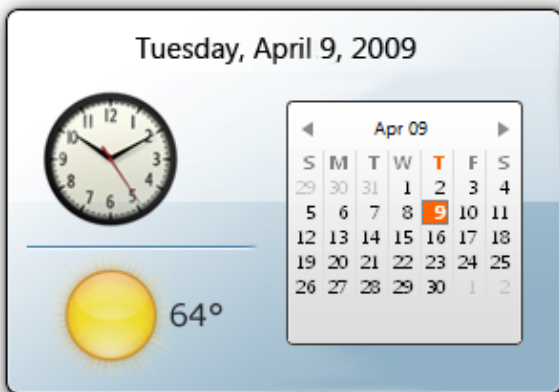 Tuesday, April 9, 2009
12
11 1
10 2
9 3
8 4
7 5
6
Apr 09
S M T W T F S
29 30 31 1 2 3 4
5 6 7 8 9 10 11
12 13 14 15 16 17 18
19 20 21 22 23 24 25
26 27 28 29 30 1 2
64°